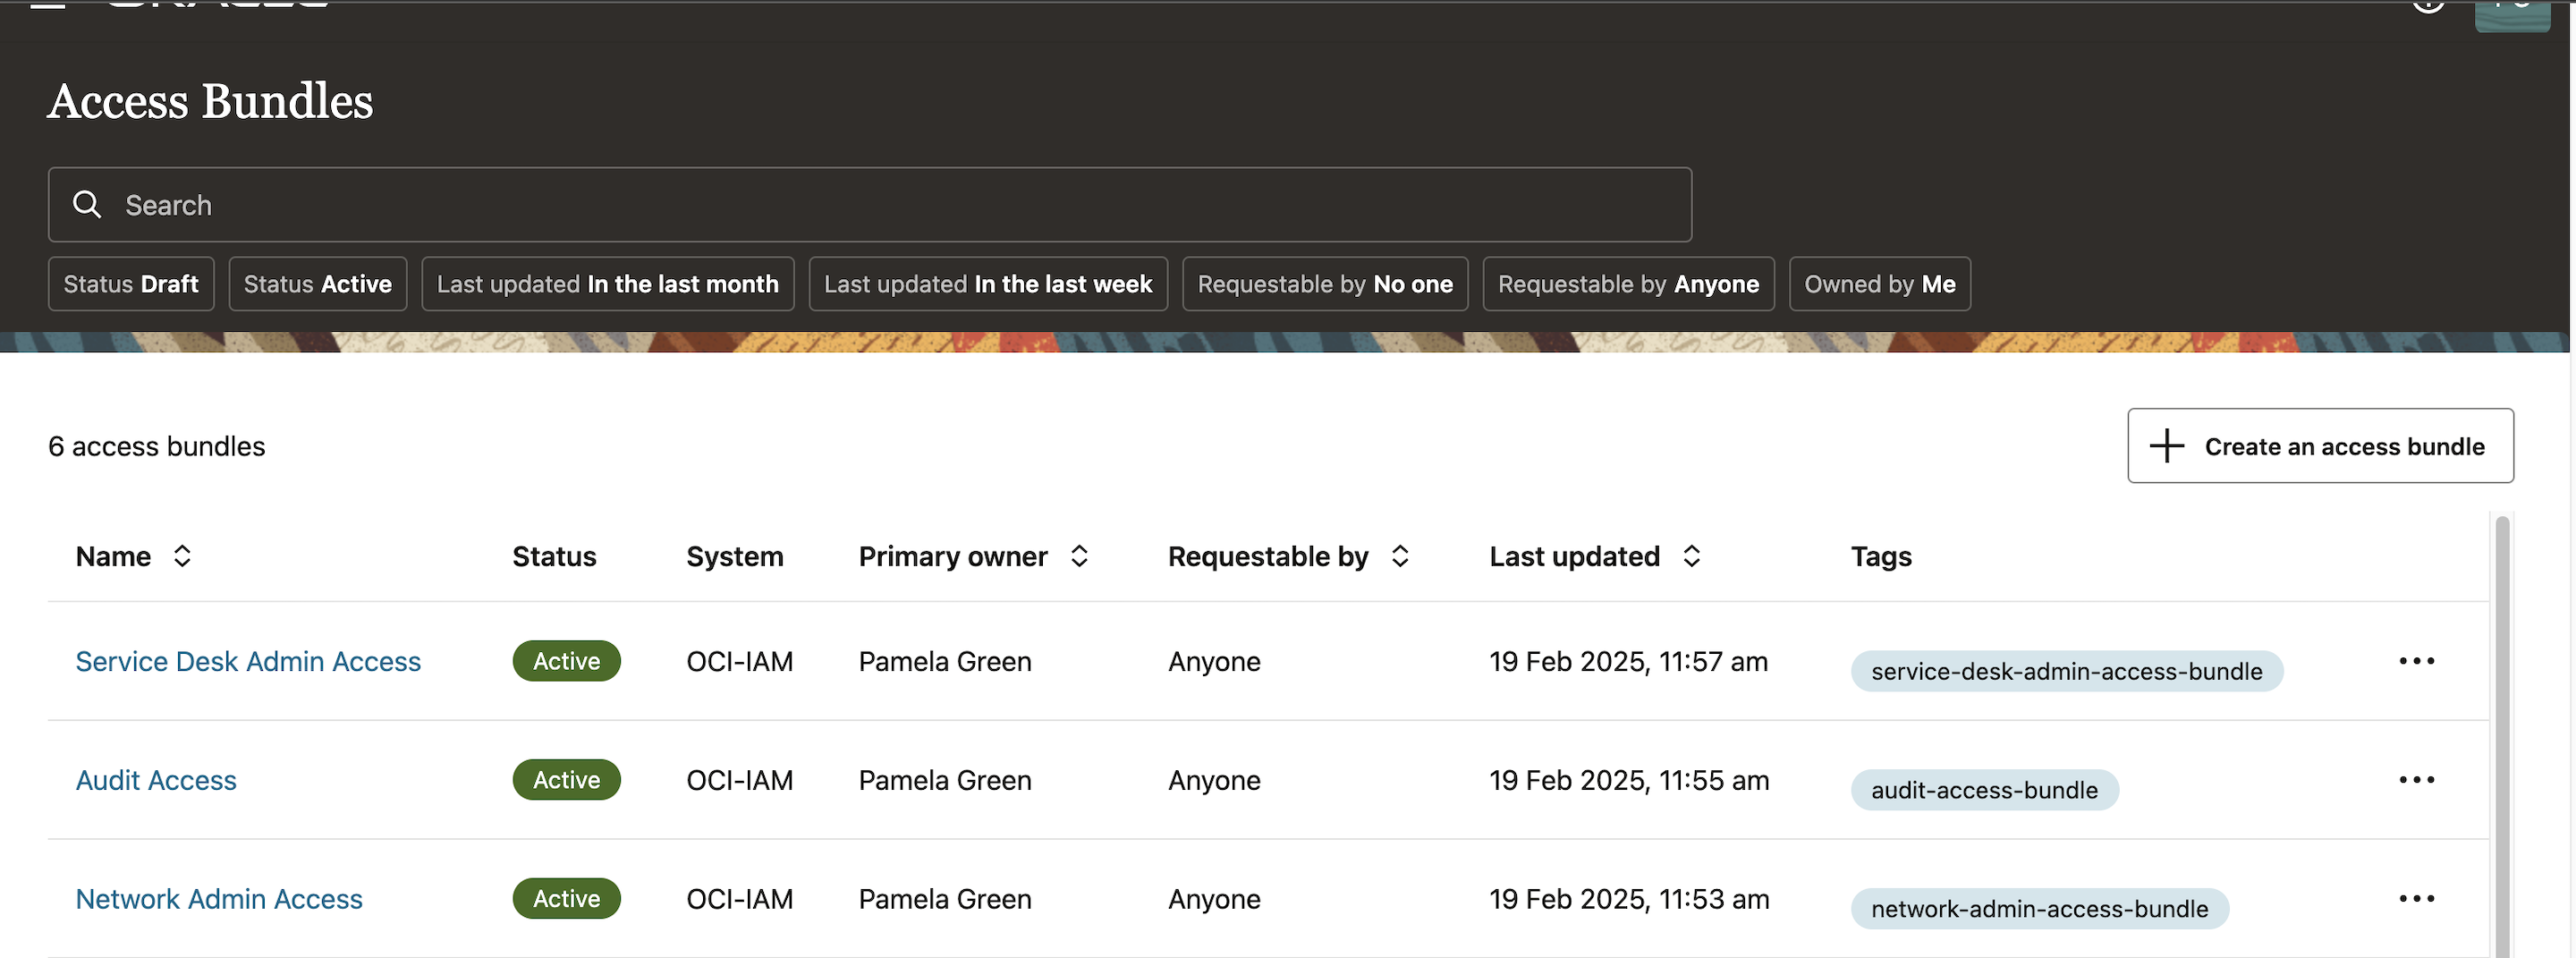 Access Bundles
Search
Status Draft Status Active Last updated In the last month Last updated In the last week Requestable by No one Requestable by Anyone Owned by Me
6 access bundles
Create an access bundle
Name Status System Primary owner Requestable by Last updated Tags
Service Desk Admin Access Active OCI-IAM Pamela Green Anyone 19 Feb 2025, 11:57 am service-desk-admin-access-bundle
Audit Access Active OCI-IAM Pamela Green Anyone 19 Feb 2025, 11:55 am audit-access-bundle
Network Admin Access Active OCI-IAM Pamela Green Anyone 19 Feb 2025, 11:53 am network-admin-access-bundle